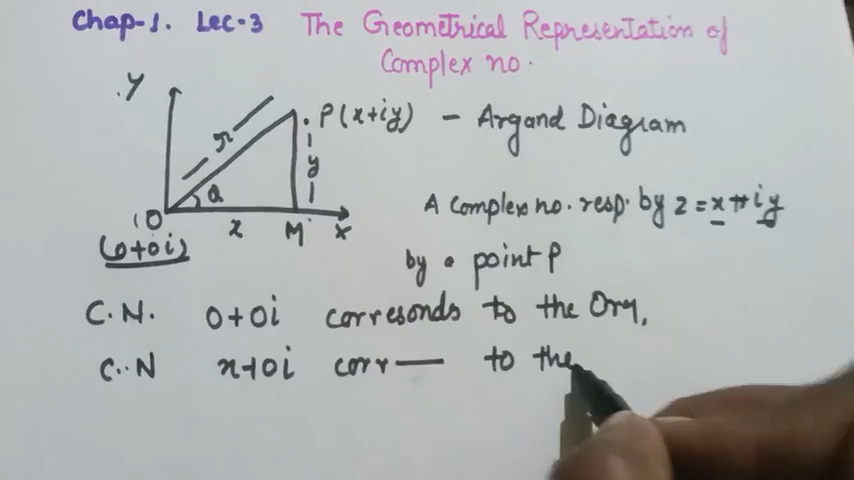 Chap-1. Lec-3 The Geometrical Representation of
Complex no.
y
r
P(x+iy) - Argand Diagram
y
a
O
x
M
x
(0+0i)
A Complex no. resp. by z = x+iy
by a point P
C.N. 0+0i corresonds to the Ory,
C..N x+0i corr— to the